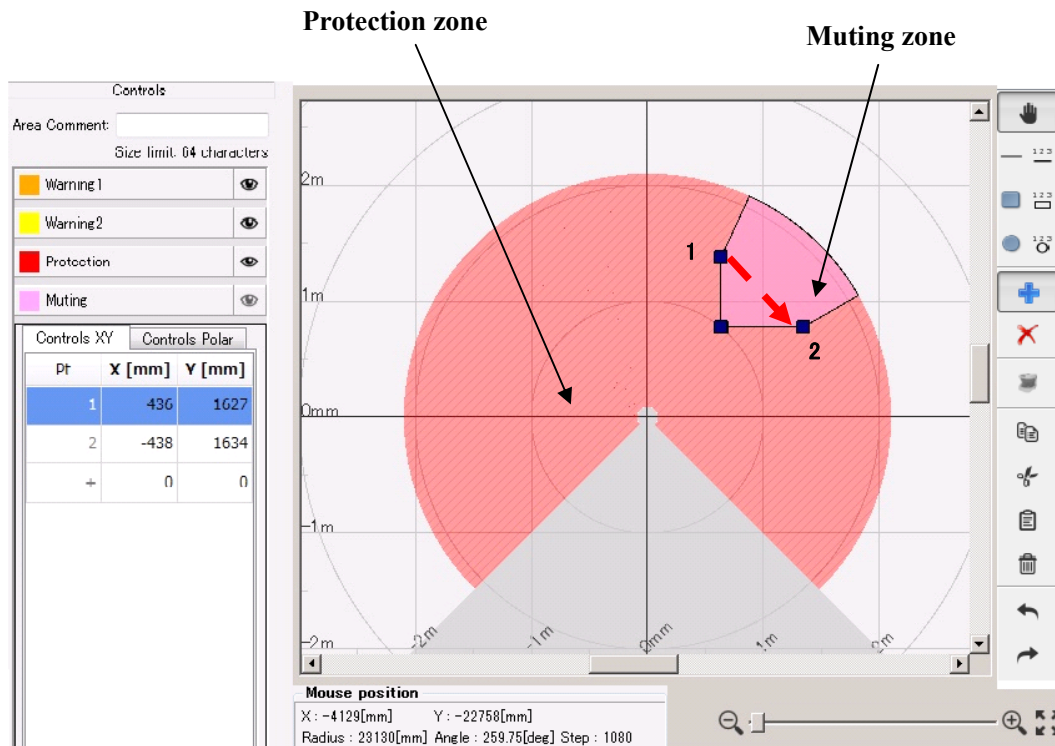 Protection zone
Muting zone
Controls
Area Comment:
Size limit. 64 characters
Warning1
Warning2
Protection
Muting
Controls XY Controls Polar
Pt X [mm] Y [mm]
1 436 1627
2 -438 1634
+ 0 0
2m
1m
0mm
-1m
-2m
-2m -1m 0mm 1m 2m
1
2
123
123
123
Mouse position
X : -4129[mm] Y : -22758[mm]
Radius : 23130[mm] Angle : 259.75[deg] Step : 1080